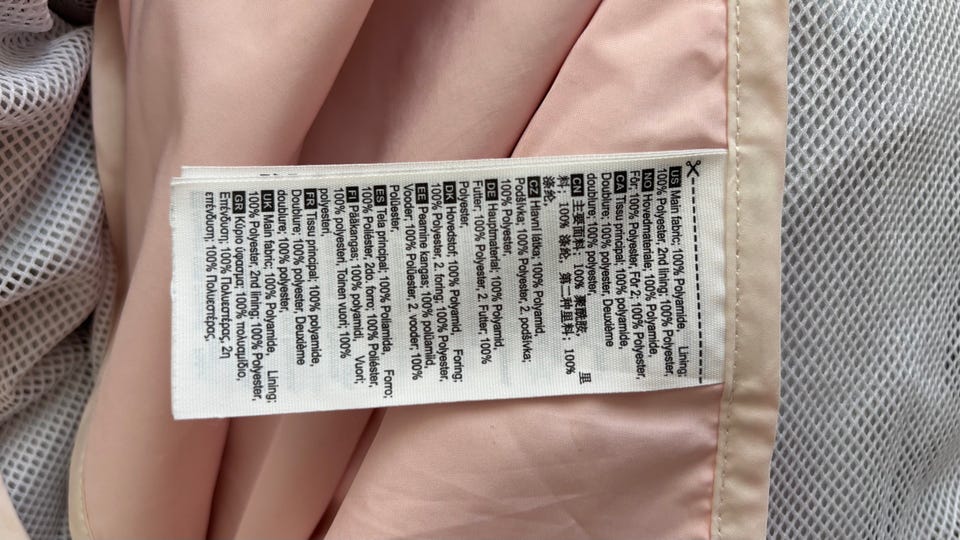 US Main fabric; 100% Polyamide, Lining;
100% Polyester, 2nd lining; 100% Polyester,
NO Hovedmateriale; 100% Polyamide,
Fôr; 100% Polyester, Fôr 2; 100% Polyester,
CA Tissu principal; 100% polyamide,
Doublure; 100% polyester, Deuxième
doublure; 100% polyester,
CN 主要面料; 100% 聚酰胺, 里
料; 100% 涤纶, 第二种里料; 100%
涤纶,
CZ Hlavní látka; 100% Polyamid,
Podšívka; 100% Polyester, 2. podšívka;
100% Polyester,
DE Hauptmaterial; 100% Polyamid,
Futter; 100% Polyester, 2. Futter; 100%
Polyester,
DK Hovedstof; 100% Polyamid, Foring;
100% Polyester, 2. foring; 100% Polyester,
EE Peamine kangas; 100% polüamiid,
Vooder; 100% Polüester, 2. vooder; 100%
Polüester,
ES Tela principal; 100% Poliamida, Forro;
100% Poliéster, 2do. forro; 100% Poliéster,
FI Pääkangas; 100% polyamidi, Vuori;
100% polyesteri, Toinen vuori; 100%
polyesteri,
FR Tissu principal; 100% polyamide,
Doublure; 100% polyester, Deuxième
doublure; 100% polyester,
UK Main fabric; 100% Polyamide, Lining;
100% Polyester, 2nd lining; 100% Polyester,
GR Κύριο ύφασμα; 100% πολυαμίδιο,
Επένδυση; 100% Πολυεστέρας, 2η
επένδυση; 100% Πολυεστέρας,